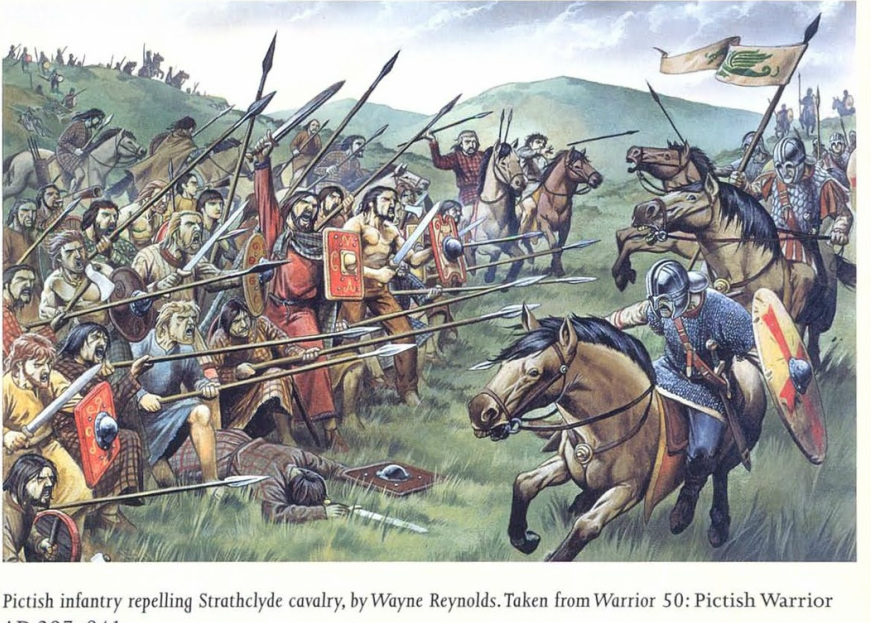 Pictish infantry repelling Strathclyde cavalry, by Wayne Reynolds. Taken from Warrior 50: Pictish Warrior